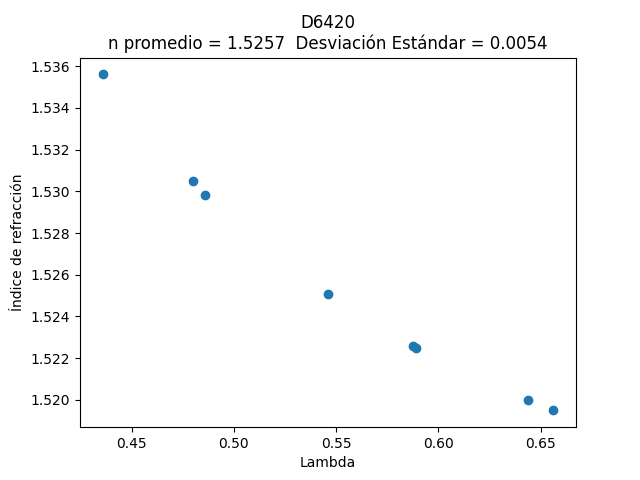 D6420
n promedio = 1.5257  Desviación Estándar = 0.0054
1.536
1.534
1.532
1.530
1.528
1.526
1.524
1.522
1.520
Índice de refracción
0.45 0.50 0.55 0.60 0.65
Lambda